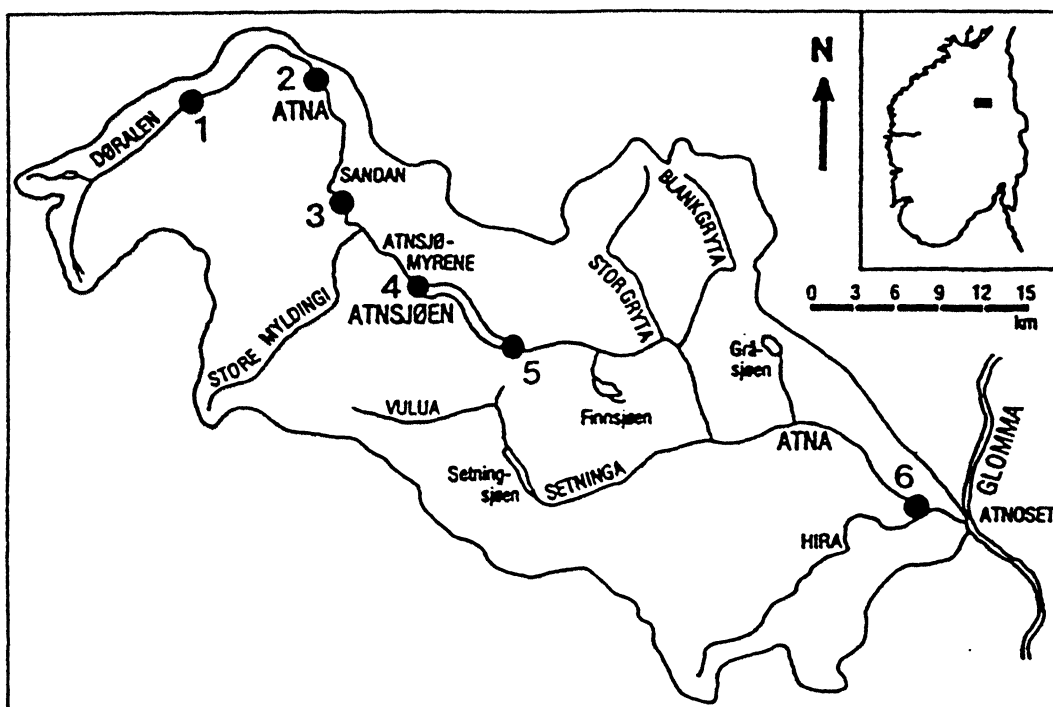 N
2
ATNA
1
DØRALEN
SANDAN
3
BLANKGRYTA
ATNSJØ-
MYRENE
STORGRYTA
0 3 6 9 12 15
km
4
ATNSJØEN
STORE MYLDINGI
5
Grå-
sjøen
VULUA
Finnsjøen
ATNA
GLOMMA
Setning-
sjøen
SETNINGA
6
ATNOSET
HIRA